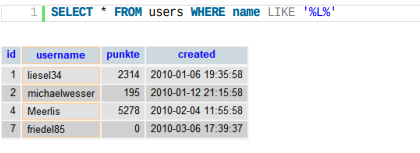 1 SELECT * FROM users WHERE name LIKE '%L%'
id username punkte created
1 liesel34 2314 2010-01-06 19:35:58
2 michaelwesser 195 2010-01-12 21:15:58
4 Meerlis 5278 2010-02-04 11:55:58
7 friedel85 0 2010-03-06 17:39:37